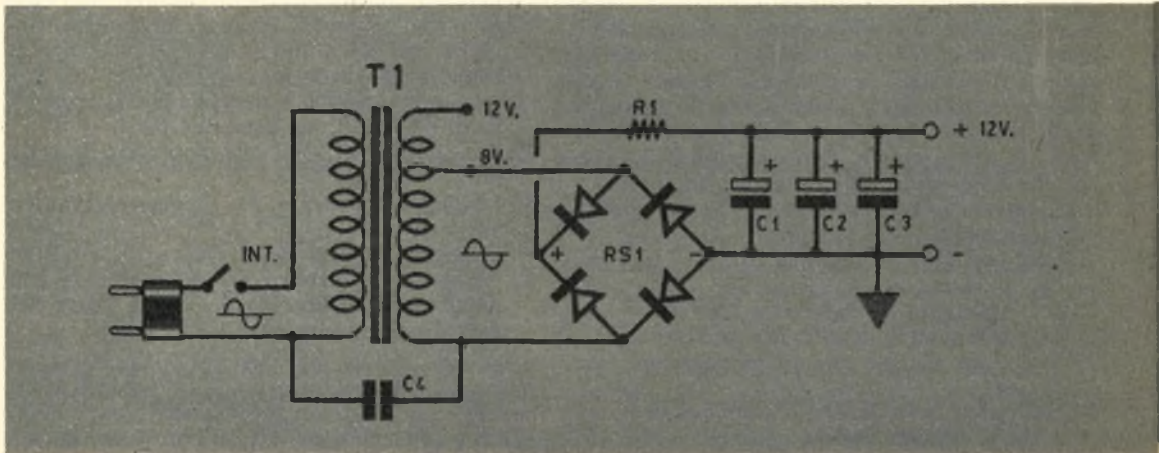 T1
12V.
R1
+ 12V.
8V.
+
+
+
C1
C2
C3
INT.
+
RS1
-
-
C4